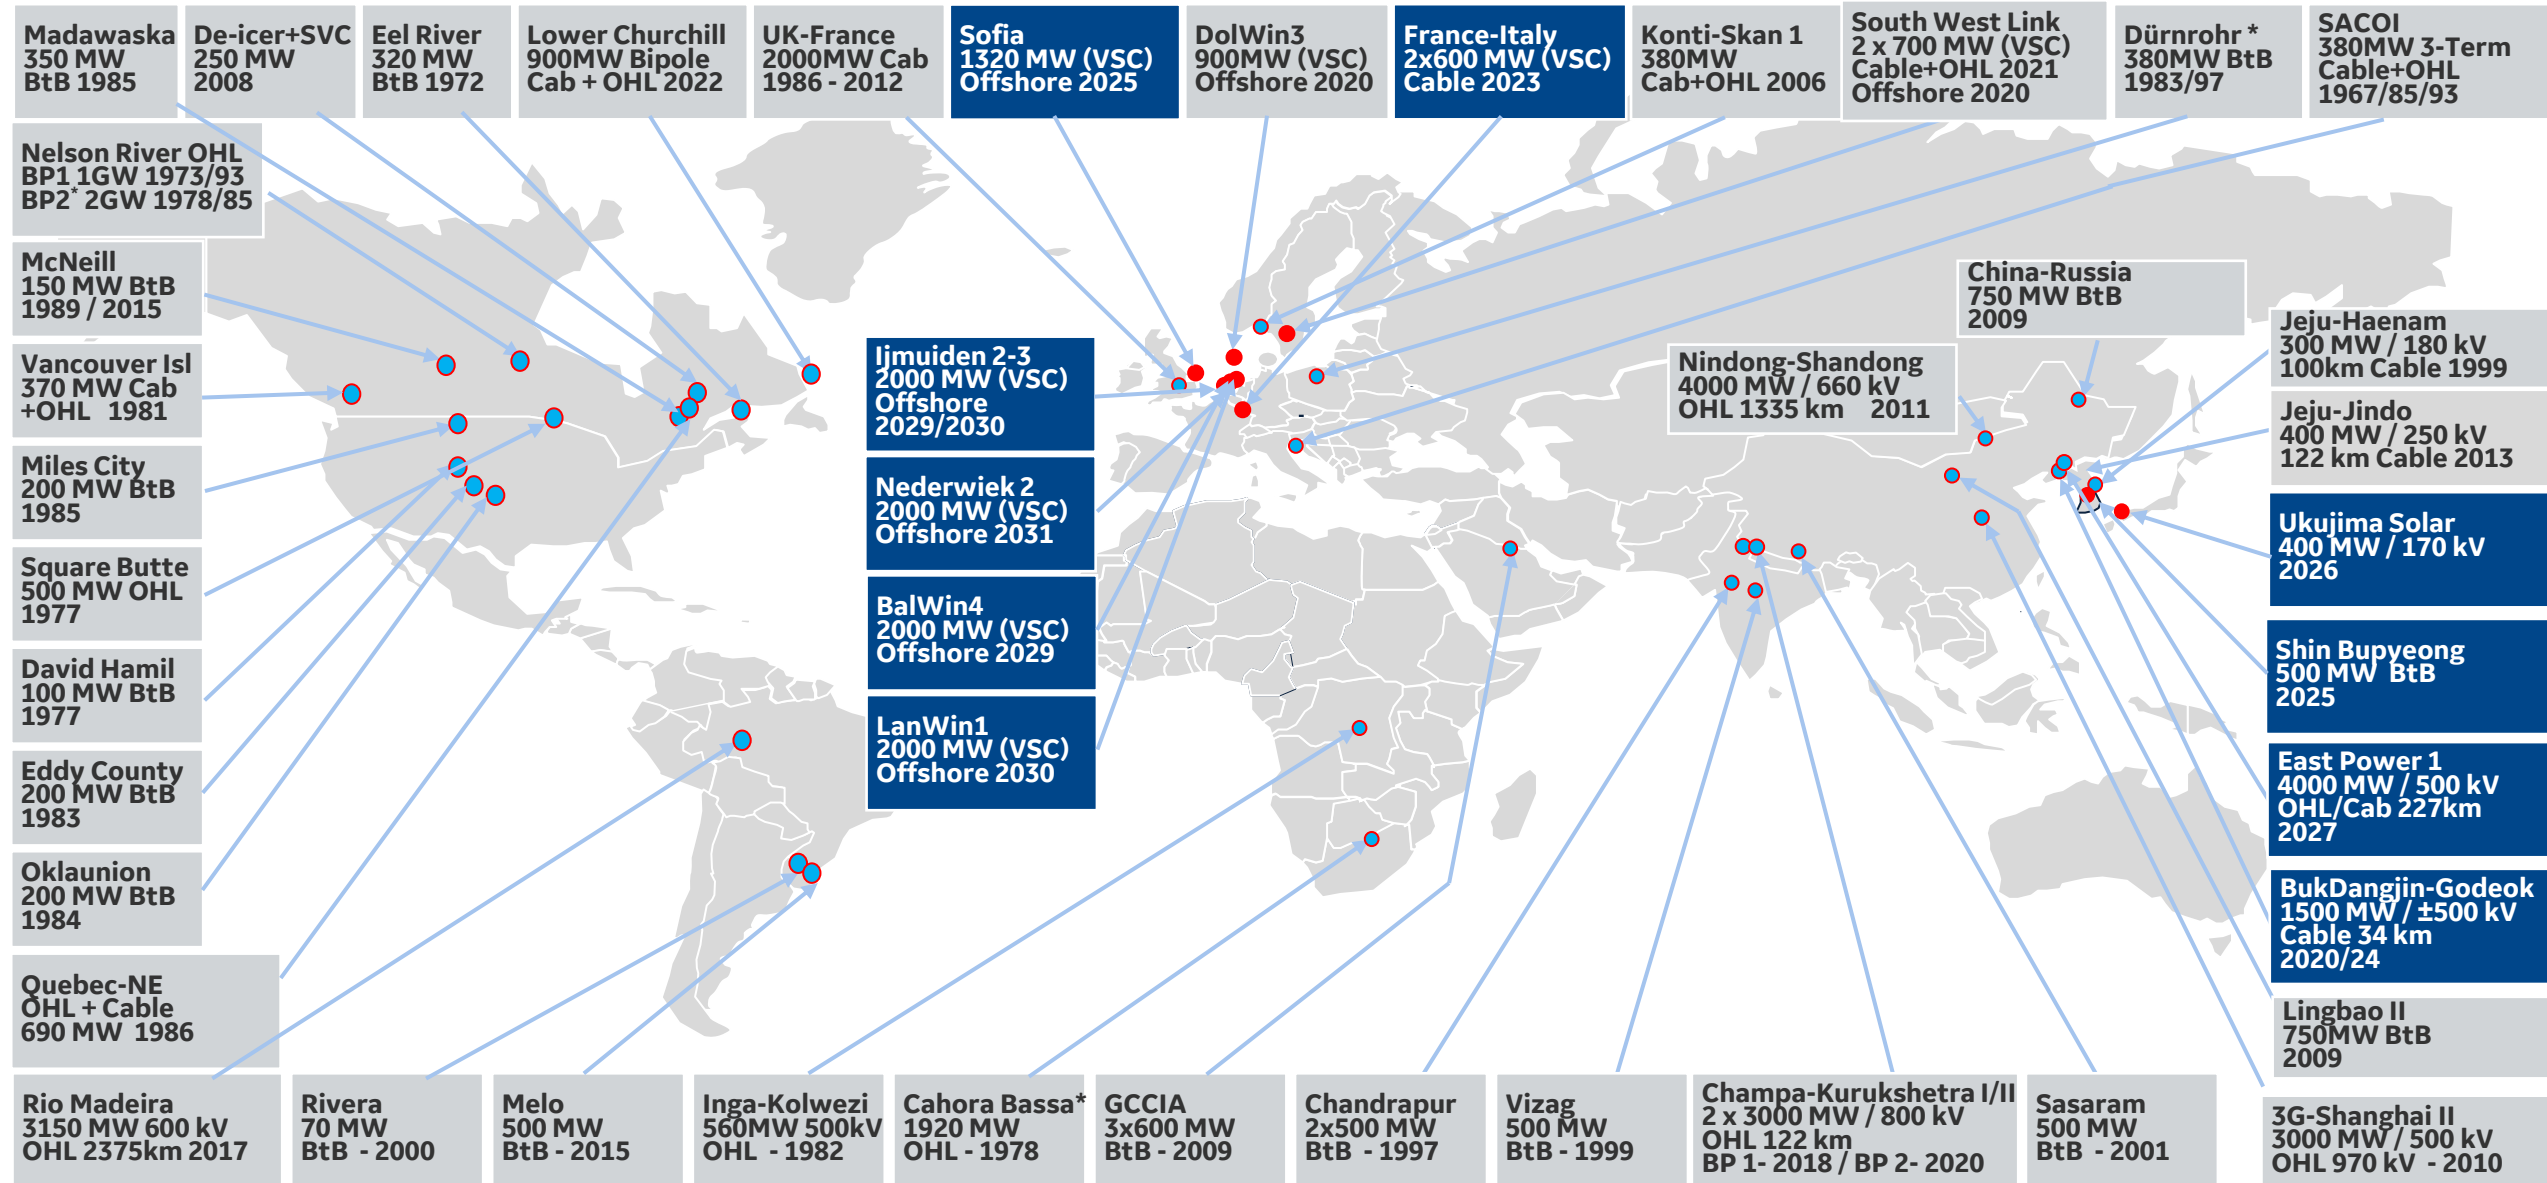 Madawaska
350 MW
BtB 1985
De-icer+SVC
250 MW
2008
Eel River
320 MW
BtB 1972
Lower Churchill
900MW Bipole
Cab + OHL 2022
UK-France
2000MW Cab
1986 - 2012
Sofia
1320 MW (VSC)
Offshore 2025
DolWin3
900MW (VSC)
Offshore 2020
France-Italy
2x600 MW (VSC)
Cable 2023
Konti-Skan 1
380MW
Cab+OHL 2006
South West Link
2 x 700 MW (VSC)
Cable+OHL 2021
Offshore 2020
Dürnrohr *
380MW BtB
1983/97
SACOI
380MW 3-Term
Cable+OHL
1967/85/93
Nelson River OHL
BP1 1GW 1973/93
BP2* 2GW 1978/85
McNeill
150 MW BtB
1989 / 2015
Vancouver Isl
370 MW Cab
+OHL 1981
Miles City
200 MW BtB
1985
Square Butte
500 MW OHL
1977
David Hamil
100 MW BtB
1977
Eddy County
200 MW BtB
1983
Oklaunion
200 MW BtB
1984
Quebec-NE
OHL + Cable
690 MW 1986
Ijmuiden 2-3
2000 MW (VSC)
Offshore
2029/2030
Nederwiek 2
2000 MW (VSC)
Offshore 2031
BalWin4
2000 MW (VSC)
Offshore 2029
LanWin1
2000 MW (VSC)
Offshore 2030
China-Russia
750 MW BtB
2009
Nindong-Shandong
4000 MW / 660 kV
OHL 1335 km 2011
Jeju-Haenam
300 MW / 180 kV
100km Cable 1999
Jeju-Jindo
400 MW / 250 kV
122 km Cable 2013
Ukujima Solar
400 MW / 170 kV
2026
Shin Bupyeong
500 MW BtB
2025
East Power 1
4000 MW / 500 kV
OHL/Cab 227km
2027
BukDangjin-Godeok
1500 MW / ±500 kV
Cable 34 km
2020/24
Lingbao II
750MW BtB
2009
Rio Madeira
3150 MW 600 kV
OHL 2375km 2017
Rivera
70 MW
BtB - 2000
Melo
500 MW
BtB - 2015
Inga-Kolwezi
560MW 500kV
OHL - 1982
Cahora Bassa*
1920 MW
OHL - 1978
GCCIA
3x600 MW
BtB - 2009
Chandrapur
2x500 MW
BtB - 1997
Vizag
500 MW
BtB - 1999
Champa-Kurukshetra I/II
2 x 3000 MW / 800 kV
OHL 122 km
BP 1- 2018 / BP 2- 2020
Sasaram
500 MW
BtB - 2001
3G-Shanghai II
3000 MW / 500 kV
OHL 970 kV - 2010